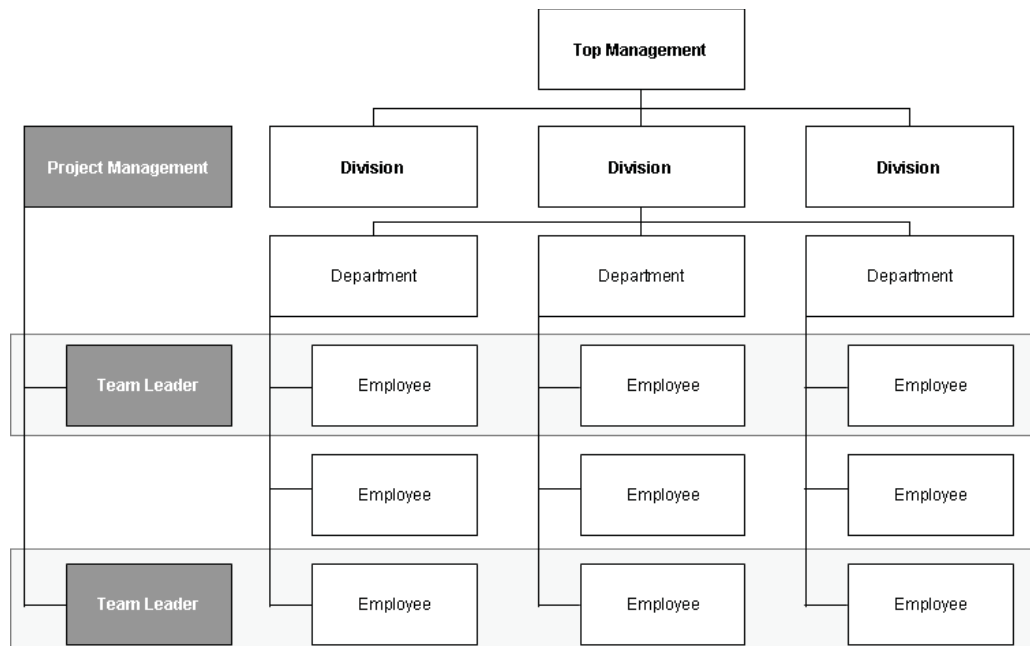 Top Management
Project Management
Division
Division
Division
Department
Department
Department
Team Leader
Employee
Employee
Employee
Employee
Employee
Employee
Team Leader
Employee
Employee
Employee